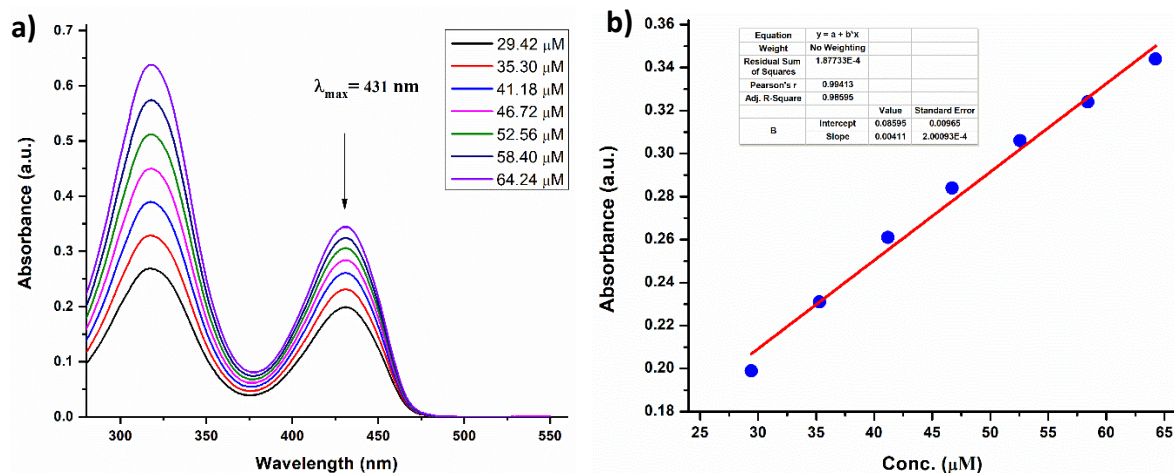 a)
Absorbance (a.u.)
0.7
0.6
0.5
0.4
0.3
0.2
0.1
0.0
300 350 400 450 500 550
Wavelength (nm)
λmax= 431 nm
29.42 µM
35.30 µM
41.18 µM
46.72 µM
52.56 µM
58.40 µM
64.24 µM
b)
Absorbance (a.u.)
0.36
0.34
0.32
0.30
0.28
0.26
0.24
0.22
0.20
0.18
25 30 35 40 45 50 55 60 65
Conc. (µM)
Equation y = a + b*x
Weight No Weighting
Residual Sum of Squares 1.87733E-4
Pearson's r 0.99413
Adj. R-Square 0.98595
Value Standard Error
B Intercept 0.08595 0.00965
Slope 0.00411 2.00093E-4